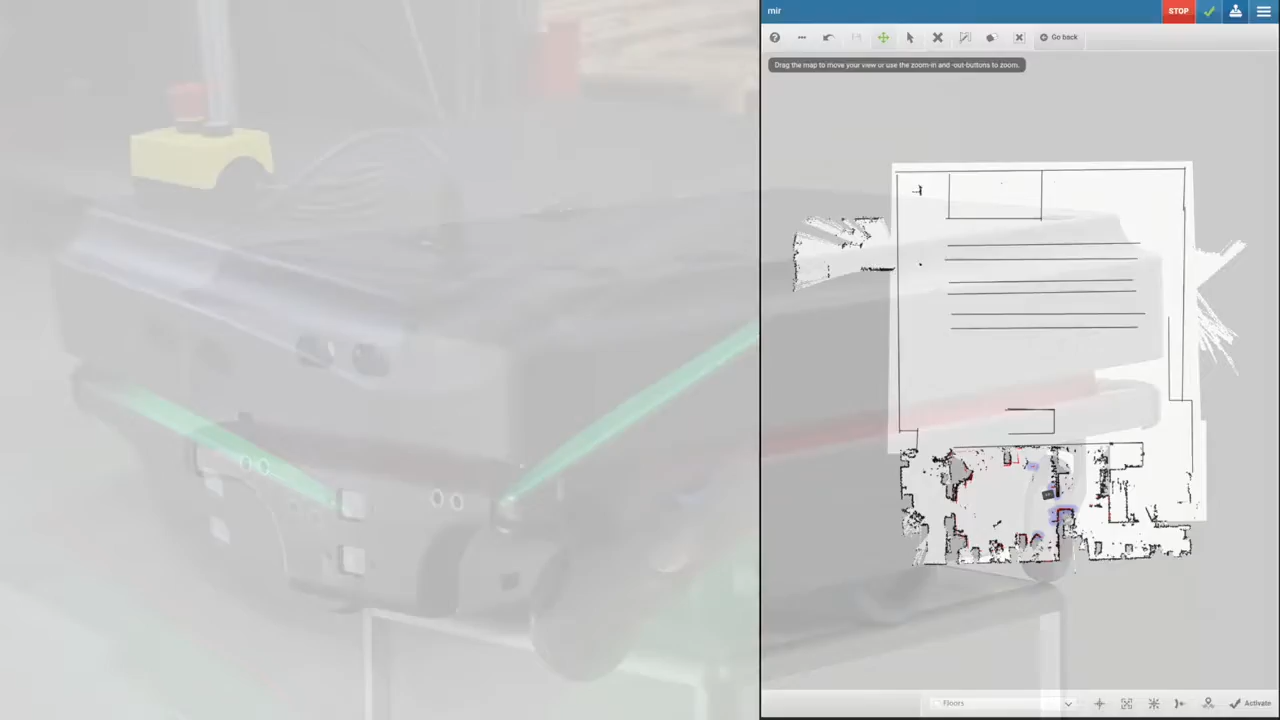 mir
STOP
Go back
Drag the map to move your view or use the zoom-in and -out-buttons to zoom.
Floors
Activate